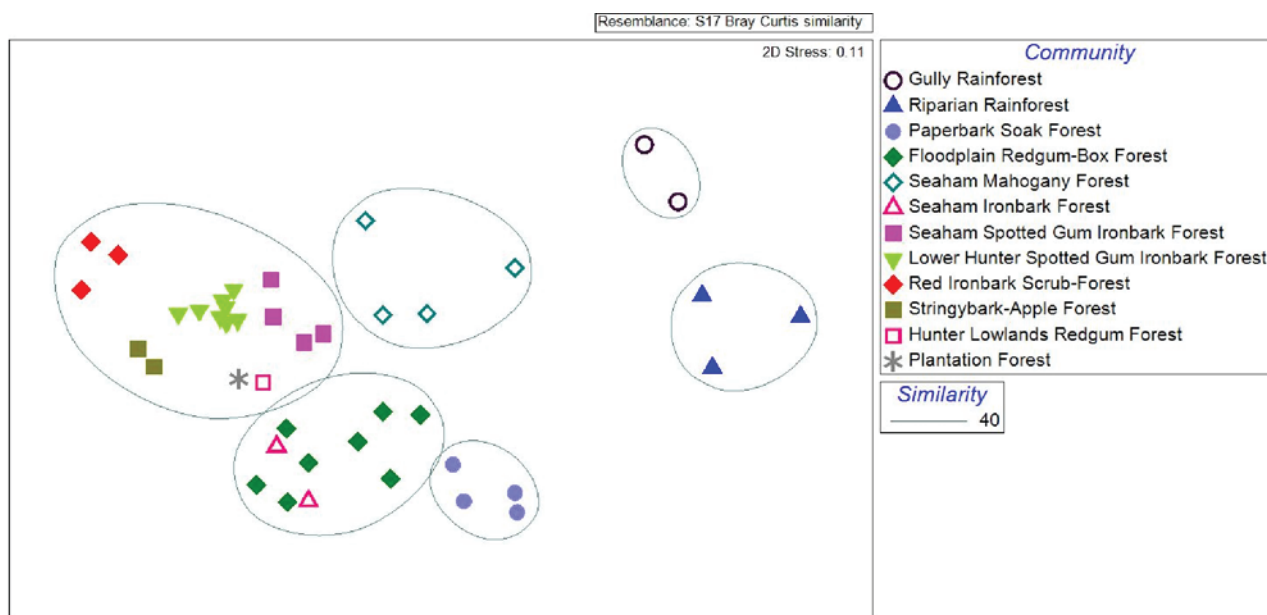 Resemblance: S17 Bray Curtis similarity
2D Stress: 0.11
Community
Gully Rainforest
Riparian Rainforest
Paperbark Soak Forest
Floodplain Redgum-Box Forest
Seaham Mahogany Forest
Seaham Ironbark Forest
Seaham Spotted Gum Ironbark Forest
Lower Hunter Spotted Gum Ironbark Forest
Red Ironbark Scrub-Forest
Stringybark-Apple Forest
Hunter Lowlands Redgum Forest
Plantation Forest
Similarity
40